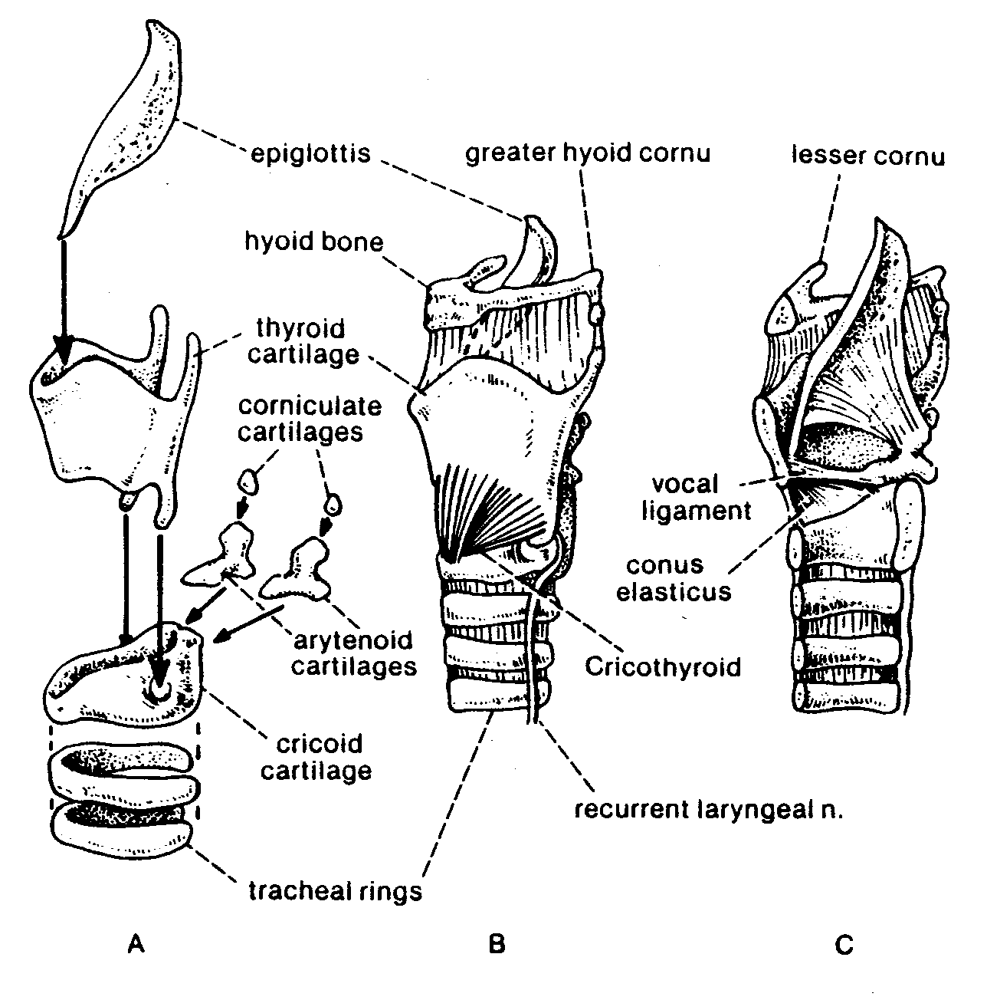 epiglottis
greater hyoid cornu
lesser cornu
hyoid bone
thyroid
cartilage
corniculate
cartilages
vocal
ligament
conus
elasticus
arytenoid
cartilages
Cricothyroid
cricoid
cartilage
recurrent laryngeal n.
tracheal rings
A
B
C